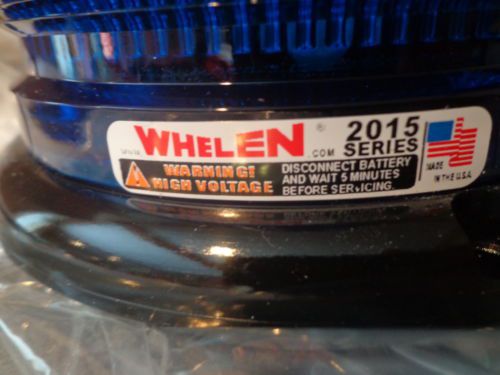 WHELEN ®
.COM
2015
SERIES
WARNING!
HIGH VOLTAGE
DISCONNECT BATTERY
AND WAIT 5 MINUTES
BEFORE SERVICING.
MADE
IN THE U.S.A.